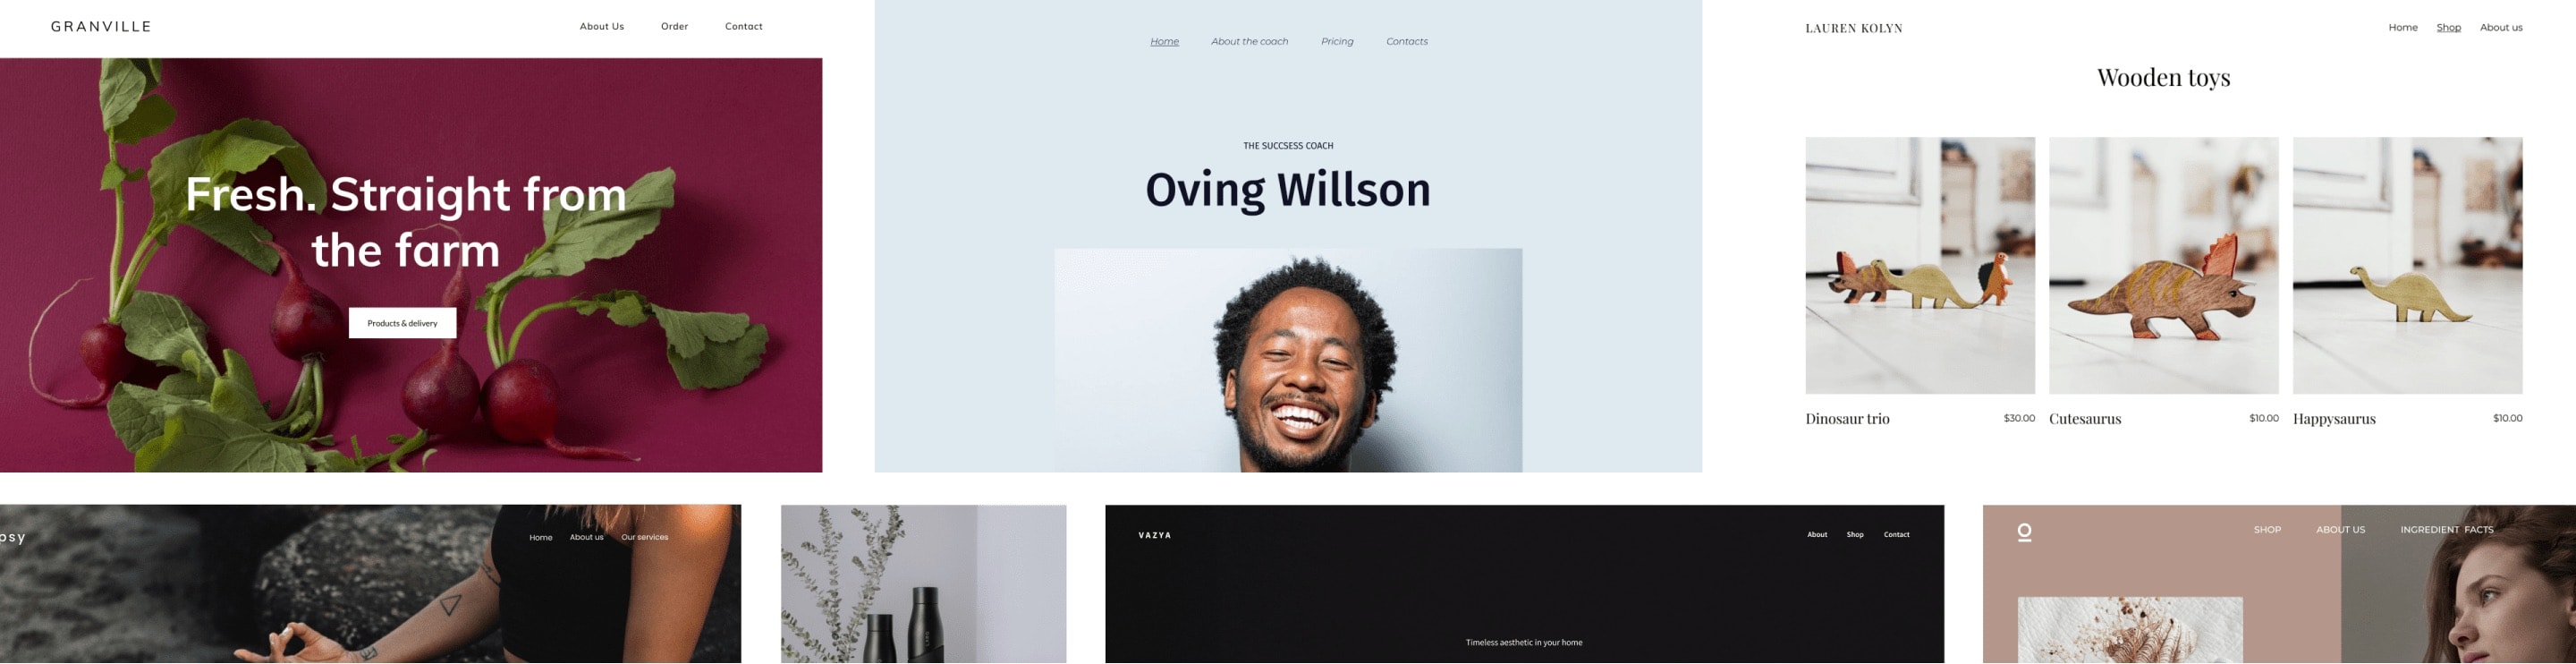 GRANVILLE
About Us Order Contact
Fresh. Straight from
the farm
Products & delivery
Home About the coach Pricing Contacts
THE SUCCSESS COACH
Oving Willson
LAUREN KOLYN
Home Shop About us
Wooden toys
Dinosaur trio $30.00
Cutesaurus $10.00
Happysaurus $10.00
osy
Home About us Our services
VAZYA
About Shop Contact
Timeless aesthetic in your home
SHOP ABOUT US INGREDIENT FACTS